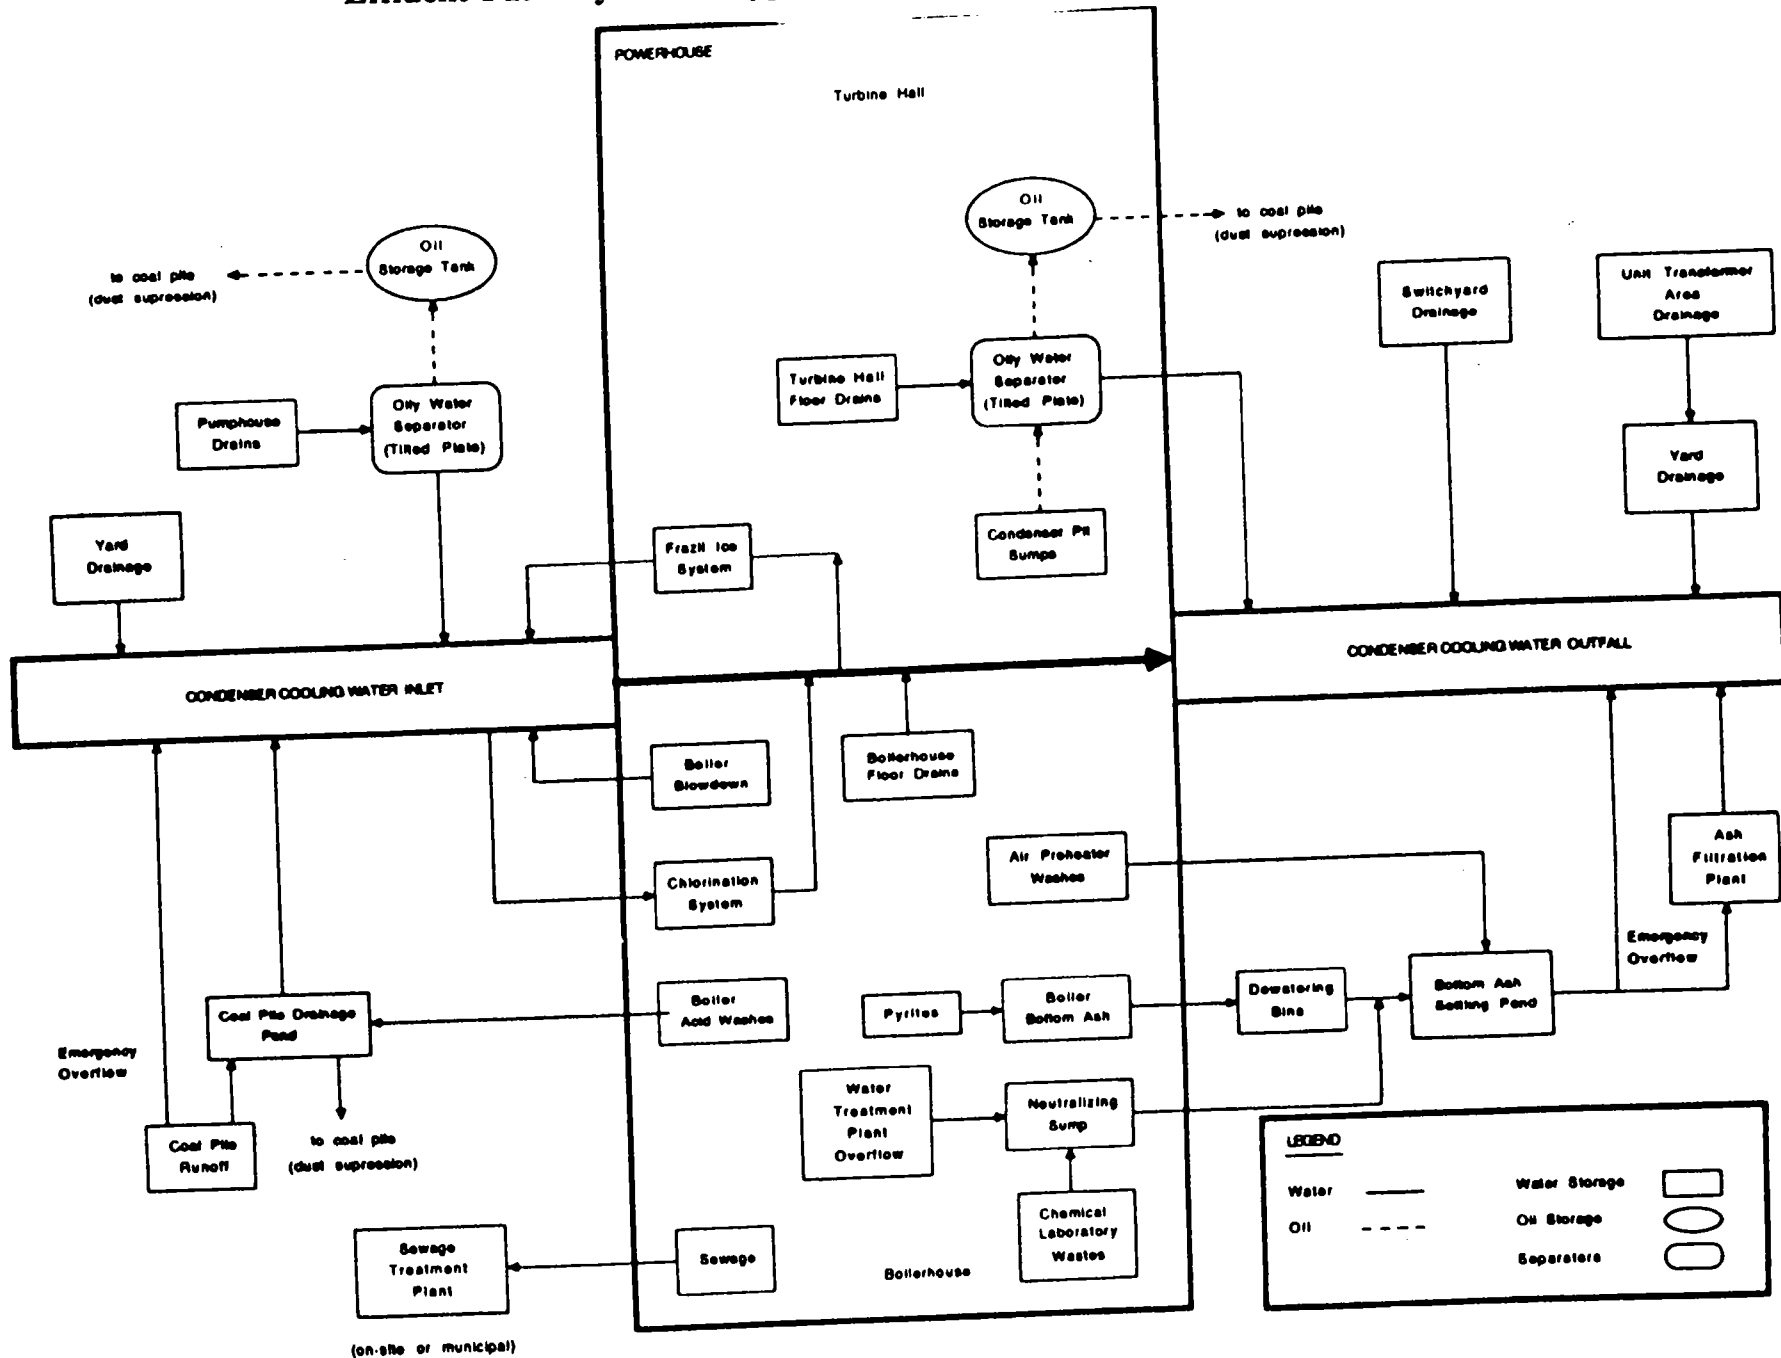 POWERHOUSE
Turbine Hall
Oil
Storage Tank
to coal pile
(dust supression)
Oil
Storage Tank
to coal pile
(dust supression)
Switchyard
Drainage
Unit Transformer
Area
Drainage
Pumphouse
Drains
Oily Water
Separator
(Tilted Plate)
Turbine Hall
Floor Drains
Oily Water
Separator
(Tilted Plate)
Yard
Drainage
Yard
Drainage
Frazil Ice
System
Condenser Pit
Sumps
CONDENSER COOLING WATER INLET
CONDENSER COOLING WATER OUTFALL
Boiler
Blowdown
Boilerhouse
Floor Drains
Chlorination
System
Air Preheater
Washes
Ash
Filtration
Plant
Emergency
Overflow
Coal Pile Drainage
Pond
Boiler
Acid Washes
Pyrites
Boiler
Bottom Ash
Dewatering
Bins
Bottom Ash
Settling Pond
Emergency
Overflow
Coal Pile
Runoff
to coal pile
(dust supression)
Water
Treatment
Plant
Overflow
Neutralizing
Sump
Chemical
Laboratory
Wastes
Sewage
Treatment
Plant
(on-site or municipal)
Sewage
Boilerhouse
LEGEND
Water
Oil
Water Storage
Oil Storage
Separators